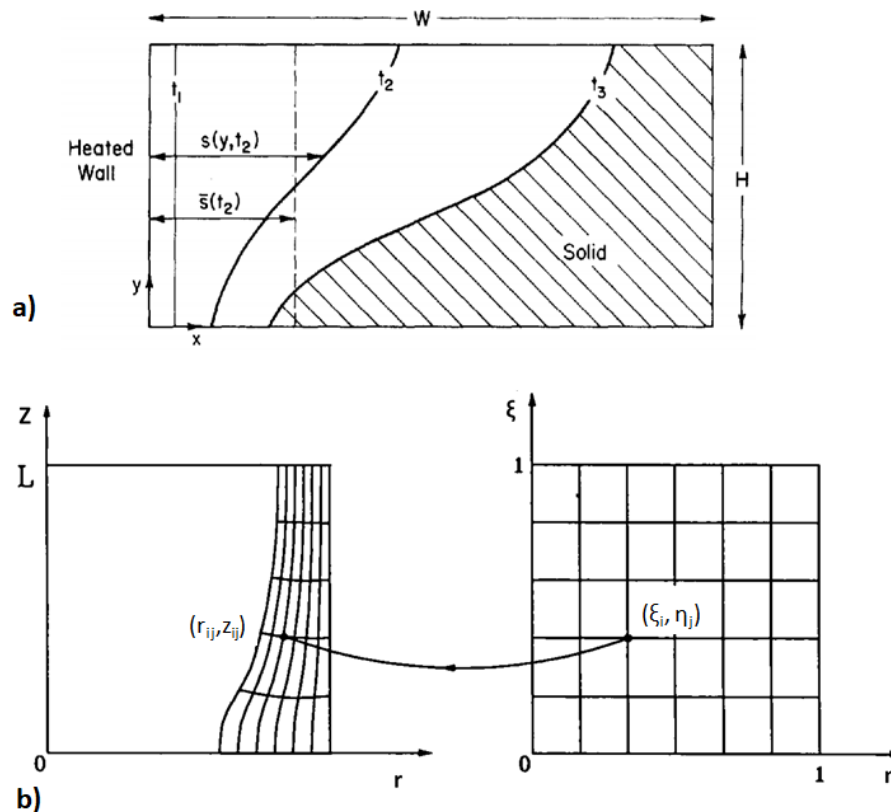 W
t₁
t₂
t₃
Heated
Wall
s(y,t₂)
s̄(t₂)
H
Solid
y
x
a)
z
L
(rᵢⱼ,zᵢⱼ)
0
r
ξ
1
(ξᵢ, ηⱼ)
0
1
b)